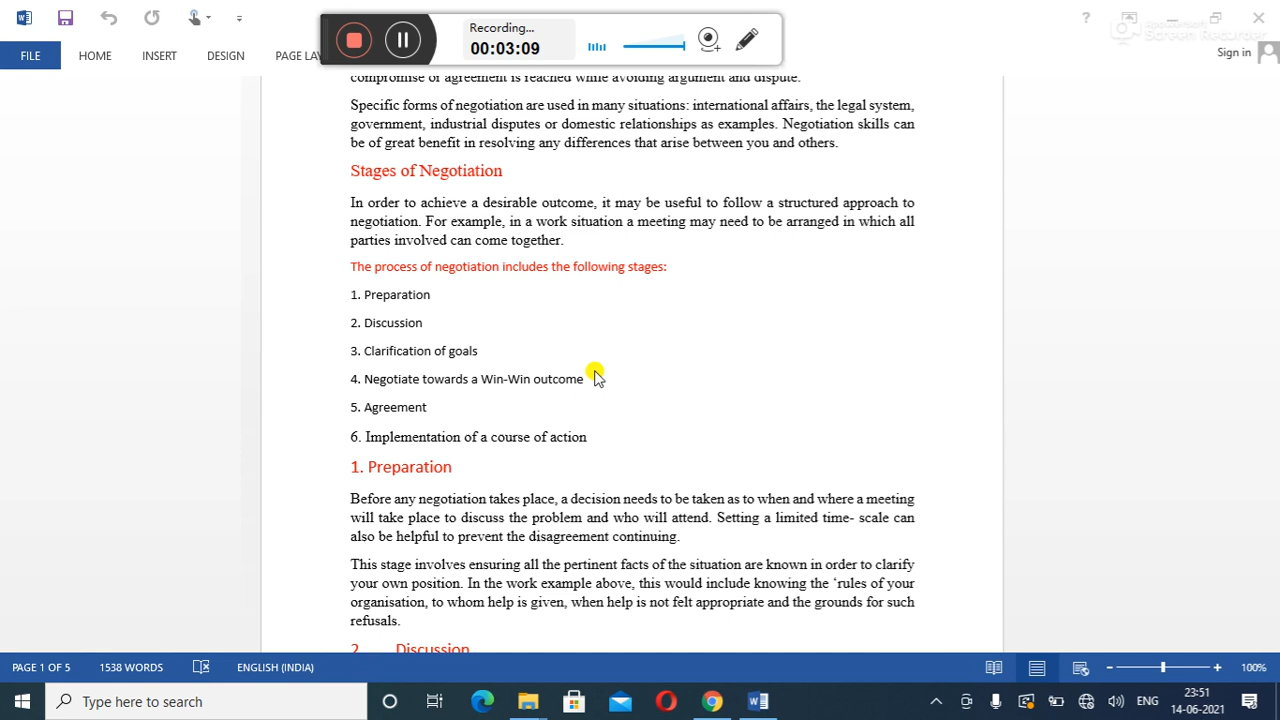 Recording...
00:03:09
Screen Recorder
FILE
HOME
INSERT
DESIGN
PAGE LAY
Sign in
compromise or agreement is reached while avoiding argument and dispute.
Specific forms of negotiation are used in many situations: international affairs, the legal system,
government, industrial disputes or domestic relationships as examples. Negotiation skills can
be of great benefit in resolving any differences that arise between you and others.
Stages of Negotiation
In order to achieve a desirable outcome, it may be useful to follow a structured approach to
negotiation. For example, in a work situation a meeting may need to be arranged in which all
parties involved can come together.
The process of negotiation includes the following stages:
1. Preparation
2. Discussion
3. Clarification of goals
4. Negotiate towards a Win-Win outcome
5. Agreement
6. Implementation of a course of action
1. Preparation
Before any negotiation takes place, a decision needs to be taken as to when and where a meeting
will take place to discuss the problem and who will attend. Setting a limited time- scale can
also be helpful to prevent the disagreement continuing.
This stage involves ensuring all the pertinent facts of the situation are known in order to clarify
your own position. In the work example above, this would include knowing the ‘rules of your
organisation, to whom help is given, when help is not felt appropriate and the grounds for such
refusals.
2. Discussion
PAGE 1 OF 5
1538 WORDS
ENGLISH (INDIA)
100%
Type here to search
ENG
23:51
14-06-2021